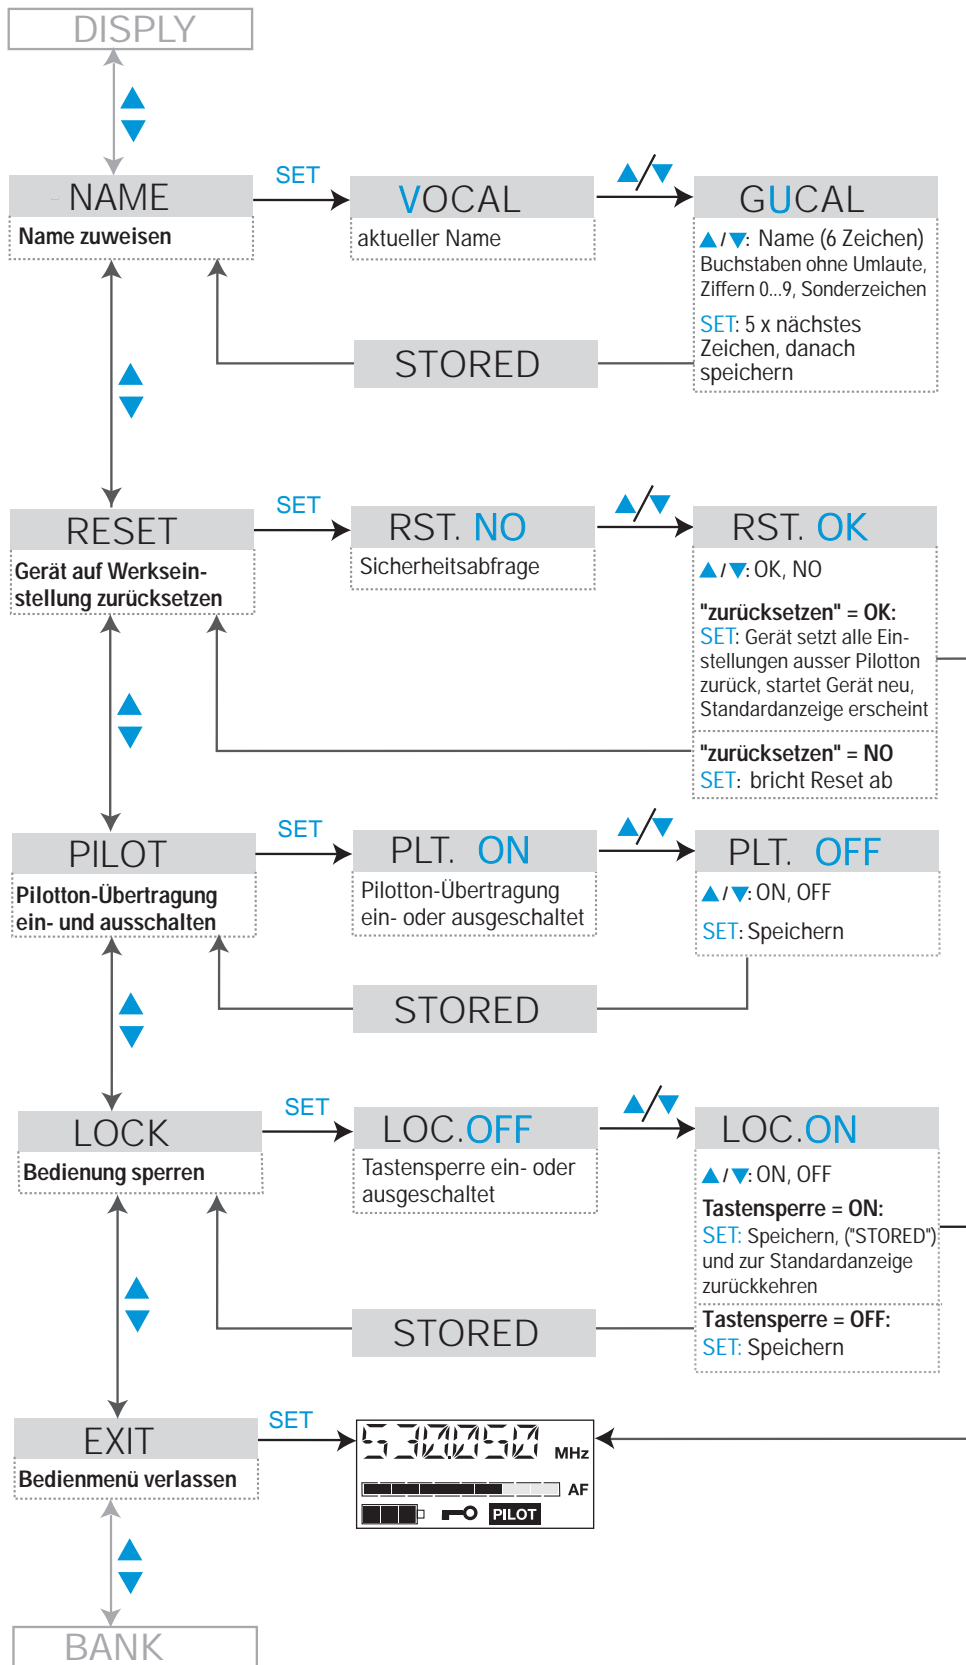 DISPLY
NAME
Name zuweisen
SET
VOCAL
aktueller Name
GUCAL
▲/▼: Name (6 Zeichen)
Buchstaben ohne Umlaute,
Ziffern 0...9, Sonderzeichen
SET: 5 x nächstes
Zeichen, danach
speichern
STORED
RESET
Gerät auf Werksein-
stellung zurücksetzen
SET
RST. NO
Sicherheitsabfrage
RST. OK
▲/▼: OK, NO
"zurücksetzen" = OK:
SET: Gerät setzt alle Ein-
stellungen ausser Pilotton
zurück, startet Gerät neu,
Standardanzeige erscheint
"zurücksetzen" = NO
SET: bricht Reset ab
PILOT
Pilotton-Übertragung
ein- und ausschalten
SET
PLT. ON
Pilotton-Übertragung
ein- oder ausgeschaltet
PLT. OFF
▲/▼: ON, OFF
SET: Speichern
STORED
LOCK
Bedienung sperren
SET
LOC.OFF
Tastensperre ein- oder
ausgeschaltet
LOC.ON
▲/▼: ON, OFF
Tastensperre = ON:
SET: Speichern, ("STORED")
und zur Standardanzeige
zurückkehren
Tastensperre = OFF:
SET: Speichern
STORED
EXIT
Bedienmenü verlassen
SET
530.050 MHz
AF
PILOT
BANK